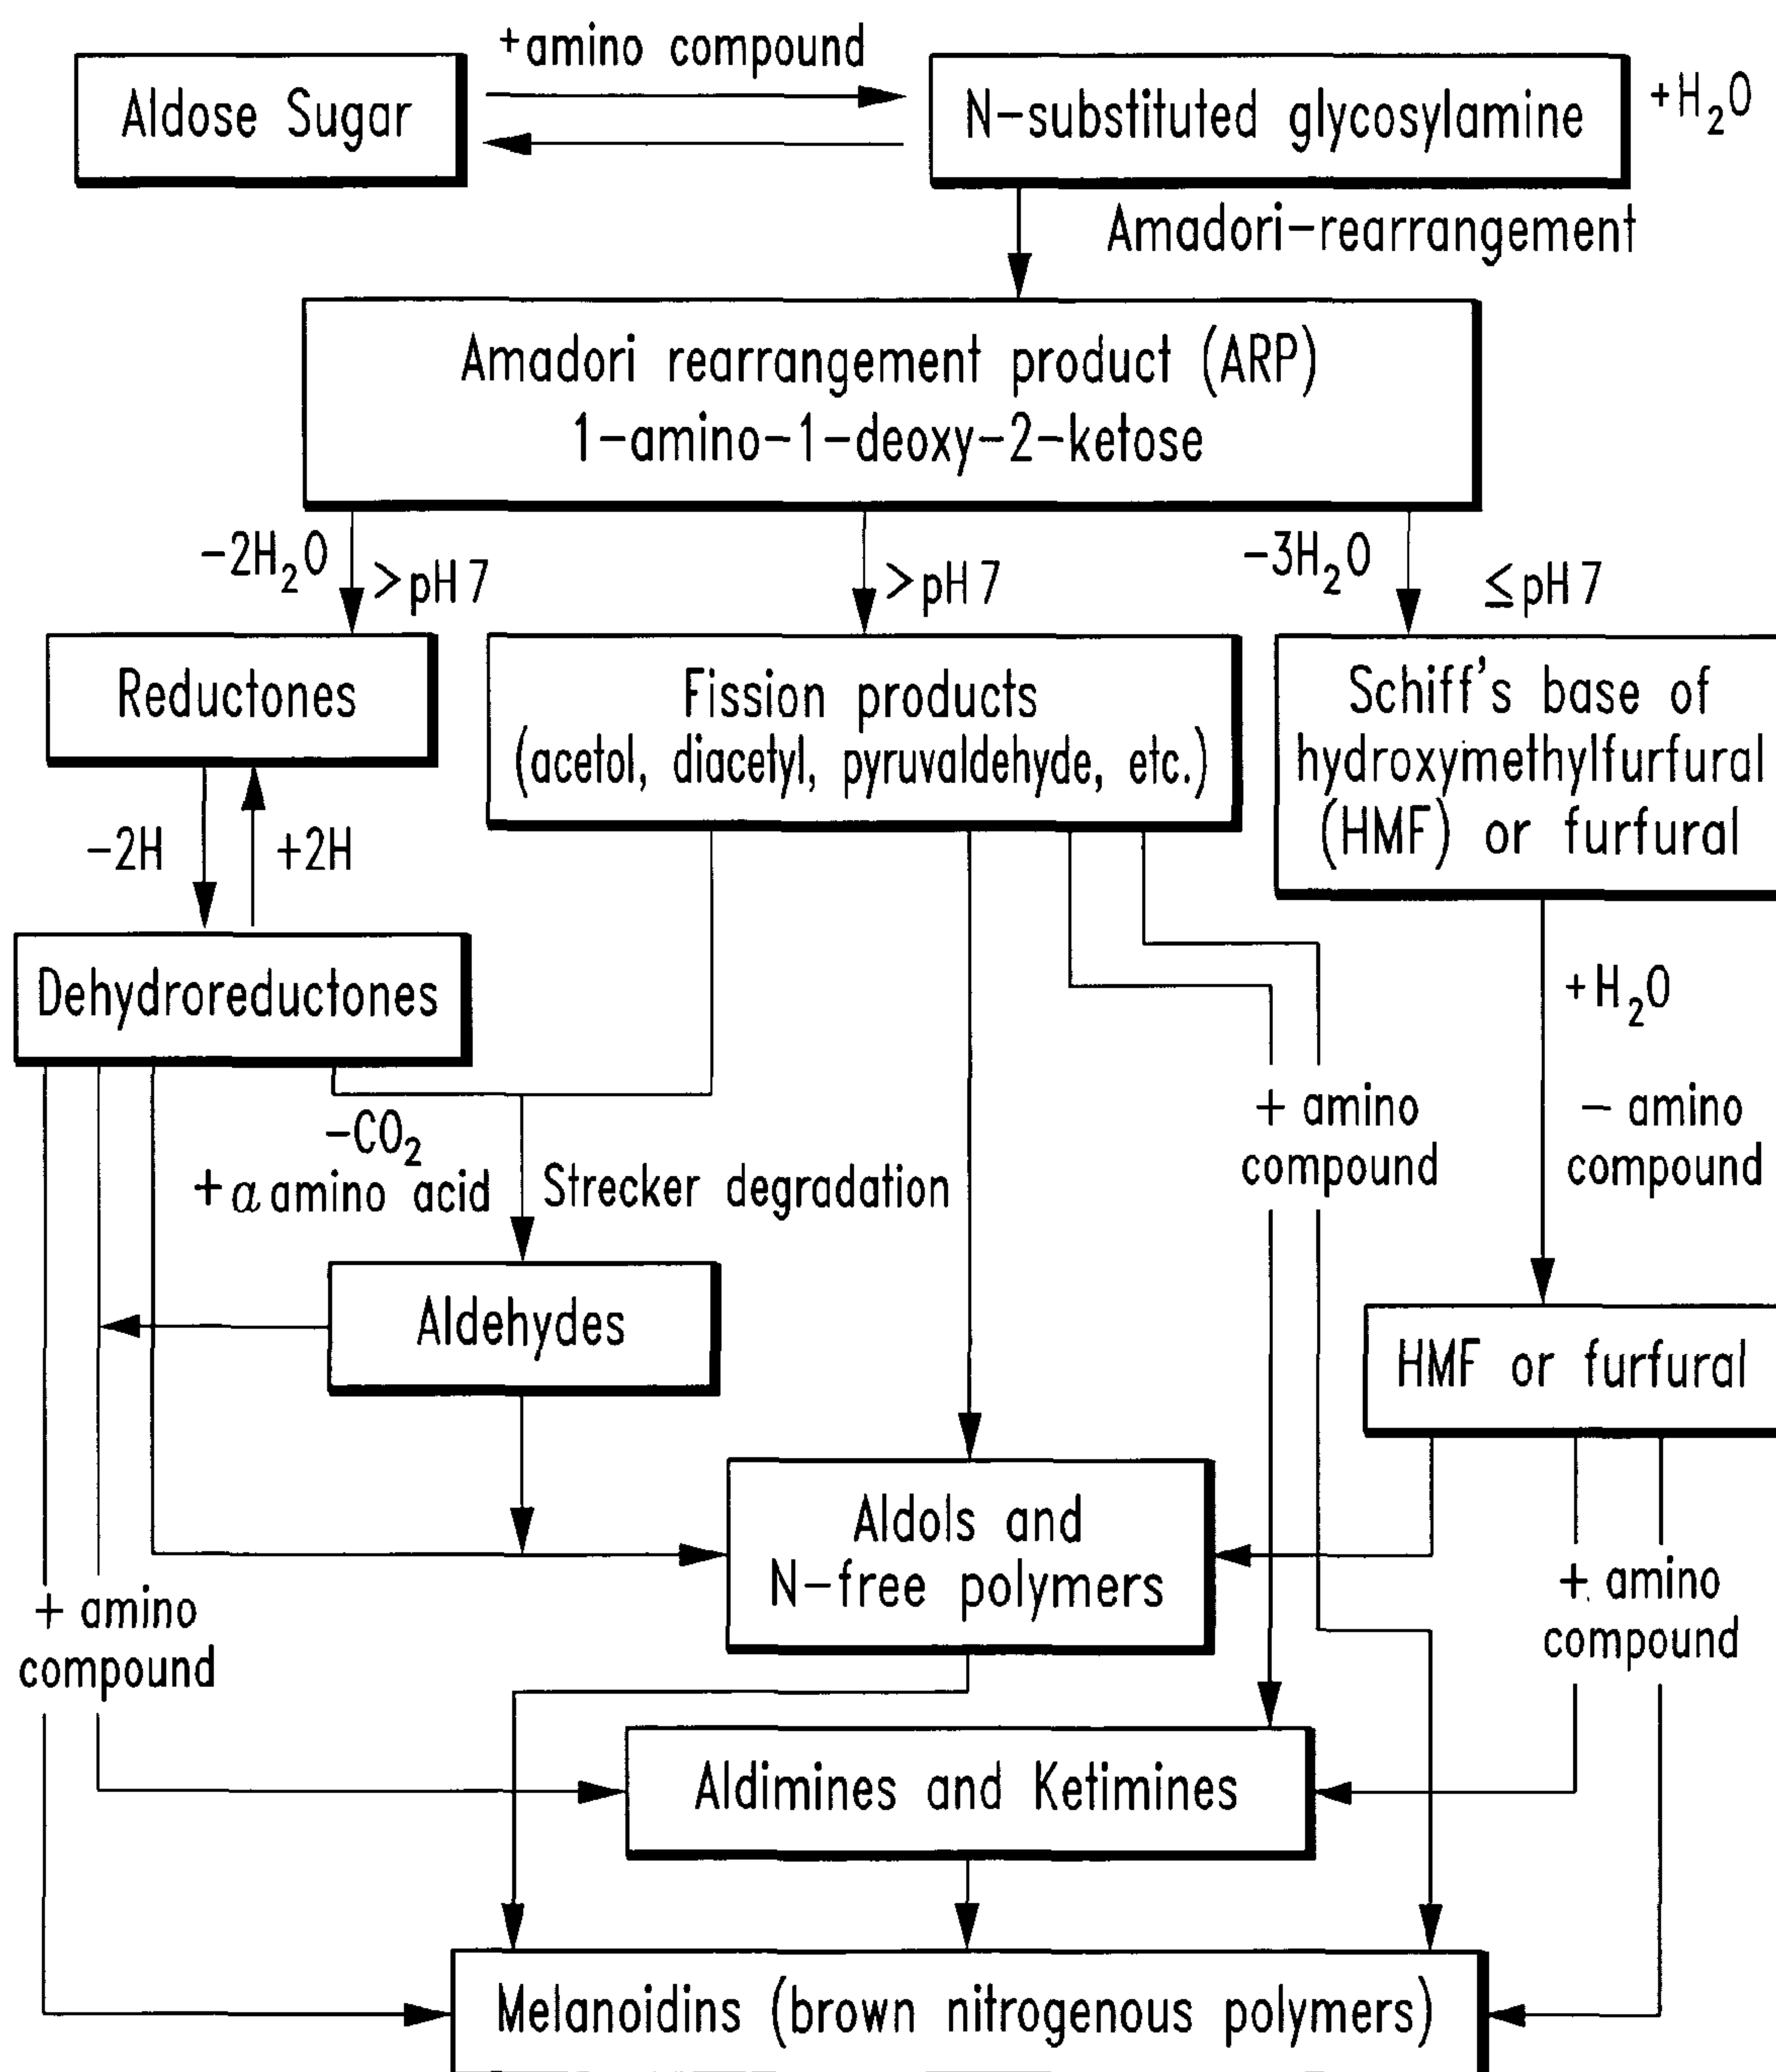 +amino compound
Aldose Sugar
N-substituted glycosylamine
+H₂O
Amadori-rearrangement
Amadori rearrangement product (ARP)
1-amino-1-deoxy-2-ketose
-2H₂O
>pH 7
>pH 7
-3H₂O
≤pH 7
Reductones
Fission products
(acetol, diacetyl, pyruvaldehyde, etc.)
Schiff's base of
hydroxymethylfurfural
(HMF) or furfural
-2H
+2H
Dehydroreductones
+H₂O
-CO₂
+α amino acid
Strecker degradation
+ amino
compound
- amino
compound
Aldehydes
HMF or furfural
Aldols and
N-free polymers
+ amino
compound
+ amino
compound
Aldimines and Ketimines
Melanoidins (brown nitrogenous polymers)